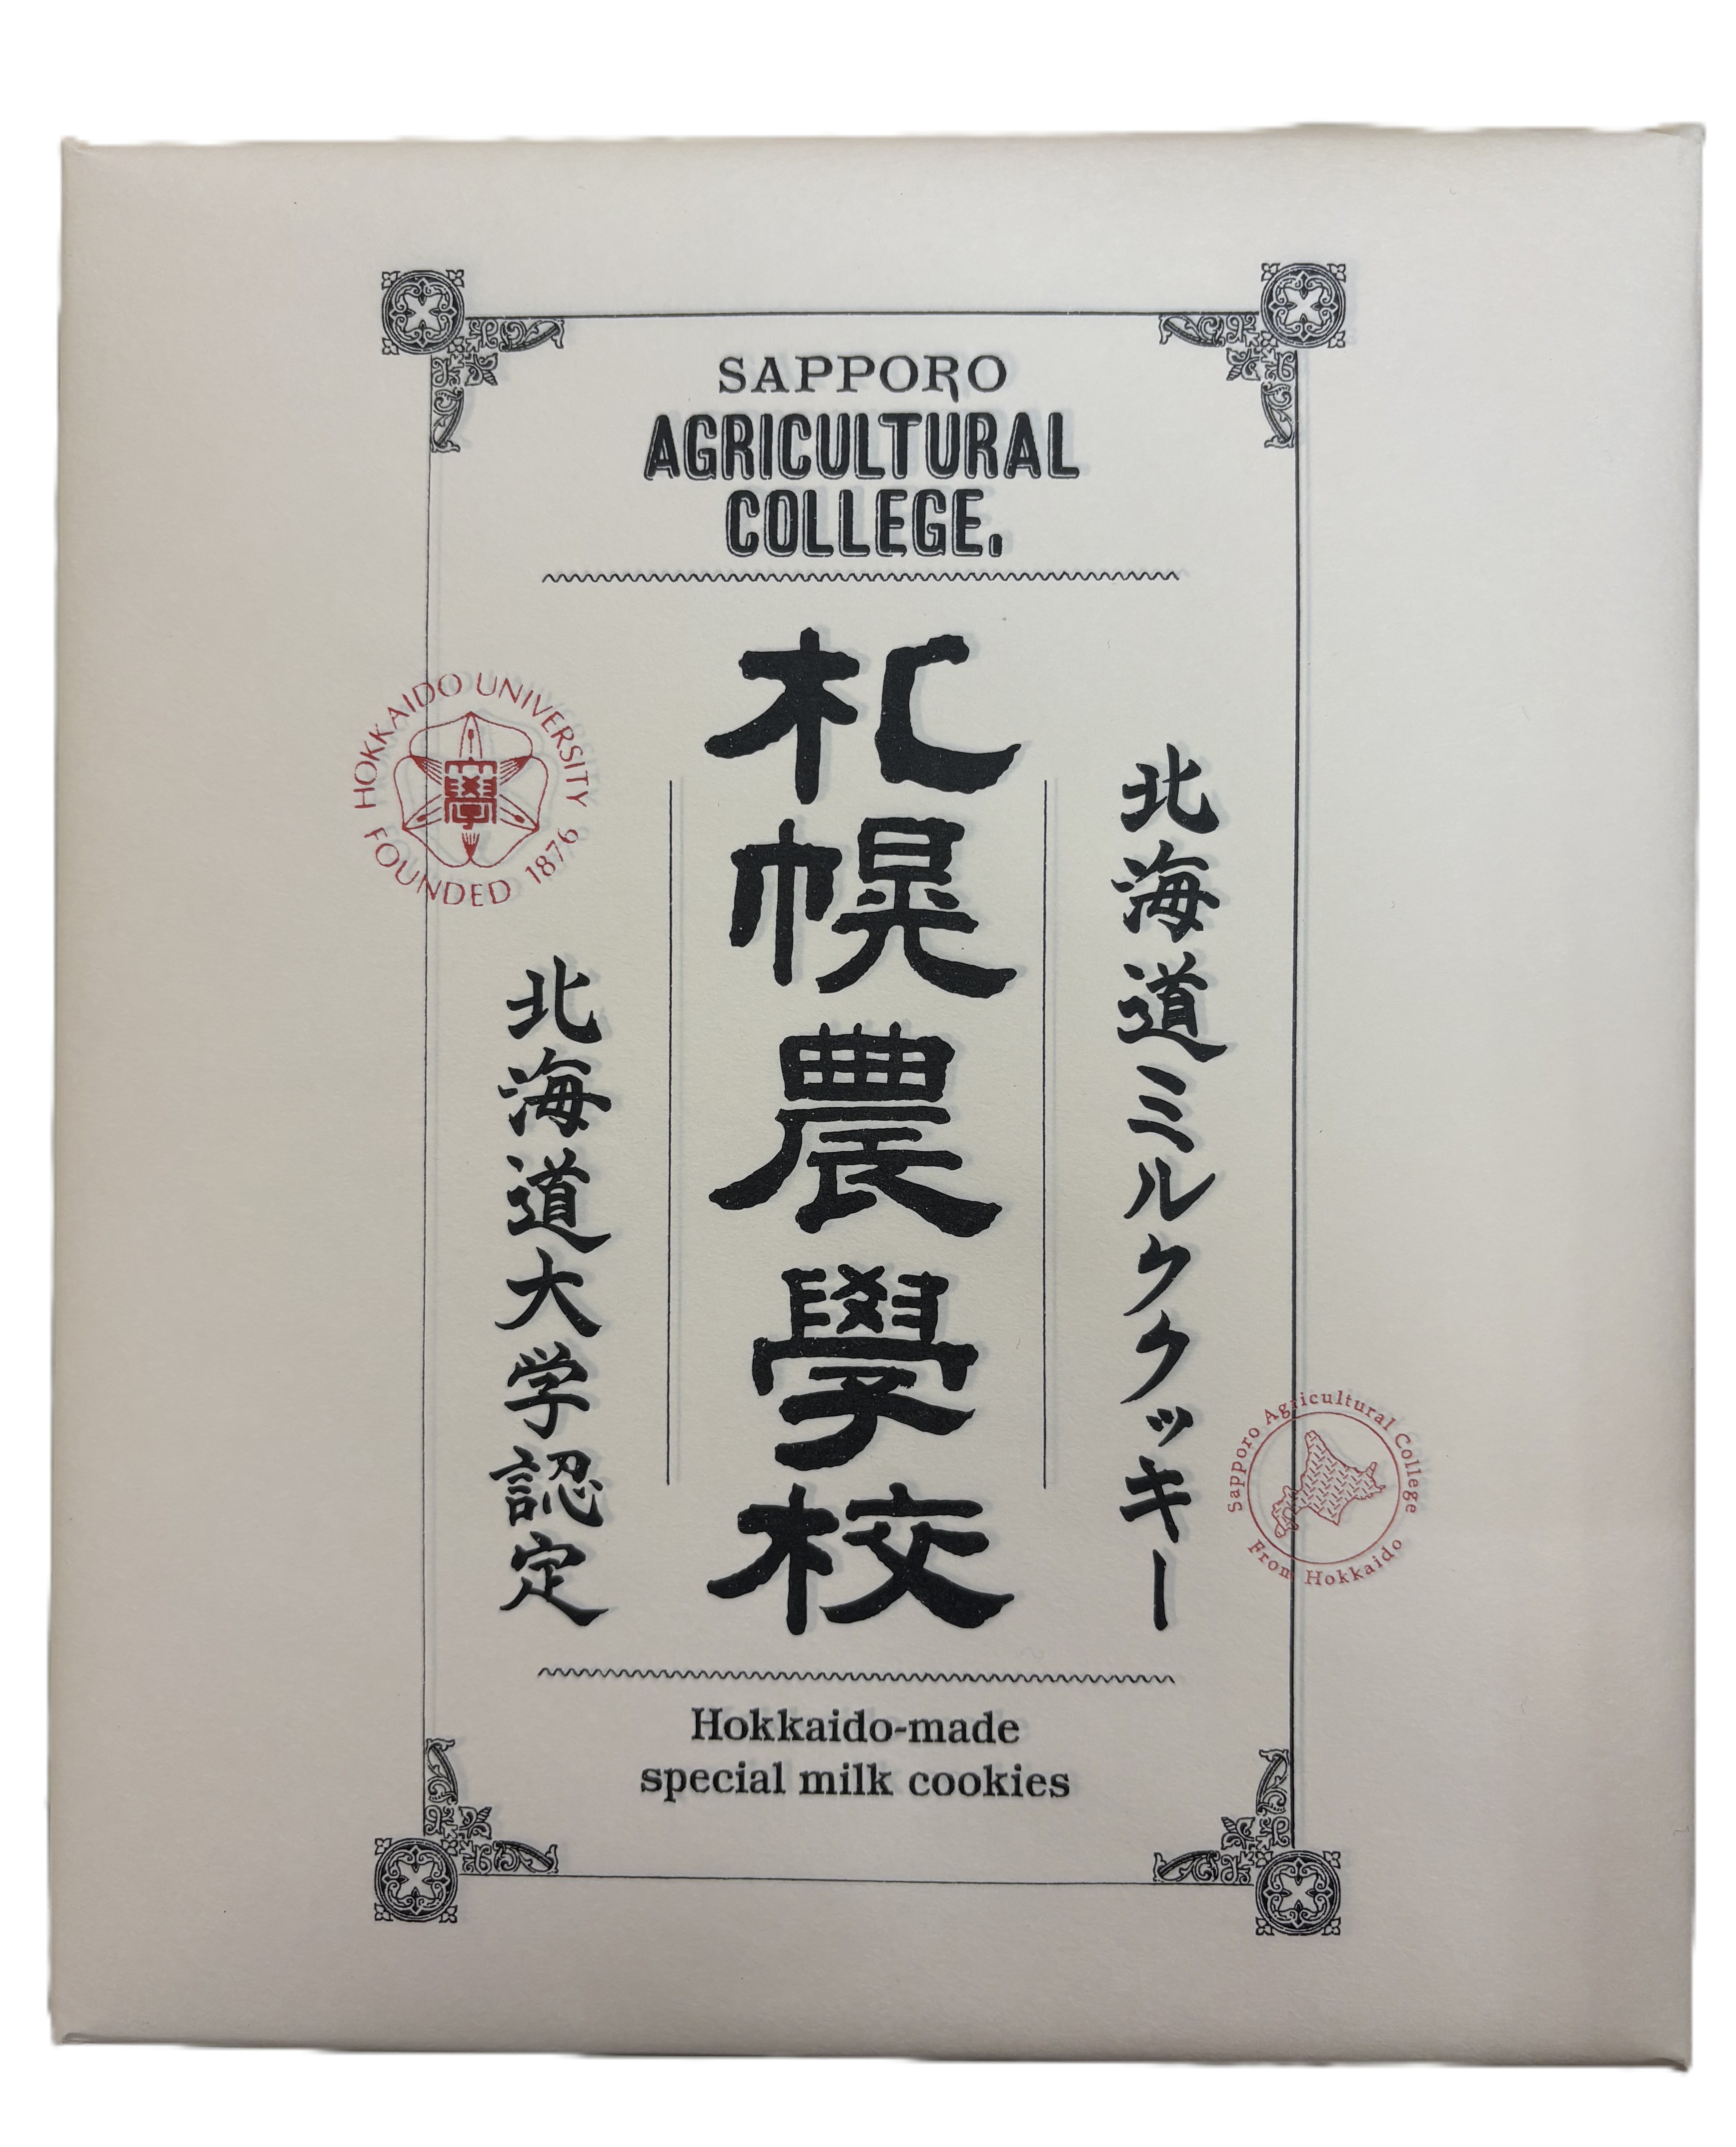 SAPPORO
AGRICULTURAL
COLLEGE.
北海道ミルククッキー
札幌農學校
HOKKAIDO UNIVERSITY
學
FOUNDED 1876
北海道大学認定
Sapporo Agricultural College
From Hokkaido
Hokkaido-made
special milk cookies